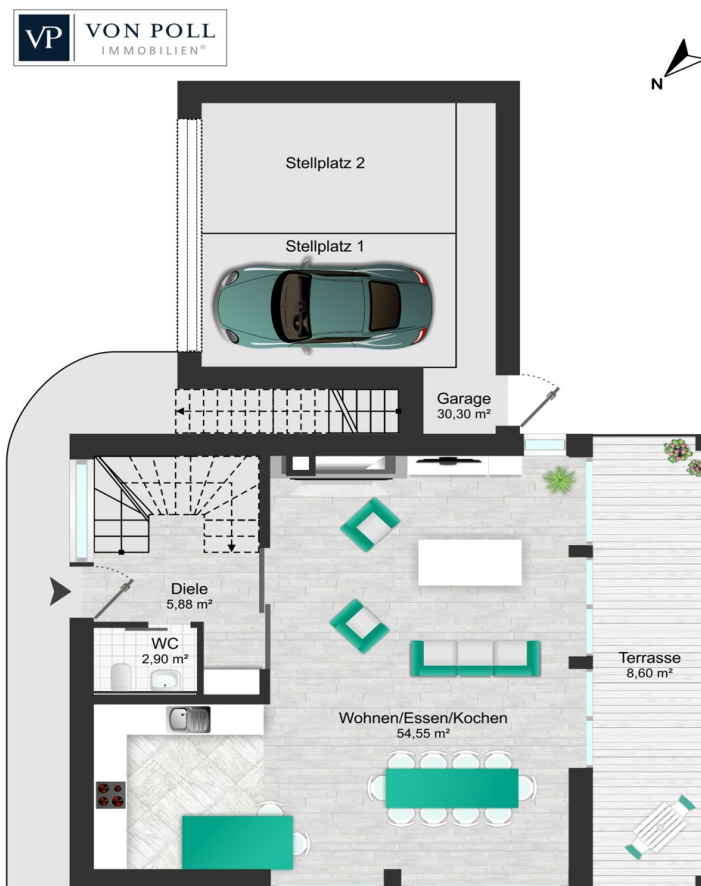 VP VON POLL
IMMOBILIEN®
N
Stellplatz 2
Stellplatz 1
Garage
30,30 m²
Diele
5,88 m²
WC
2,90 m²
Terrasse
8,60 m²
Wohnen/Essen/Kochen
54,55 m²